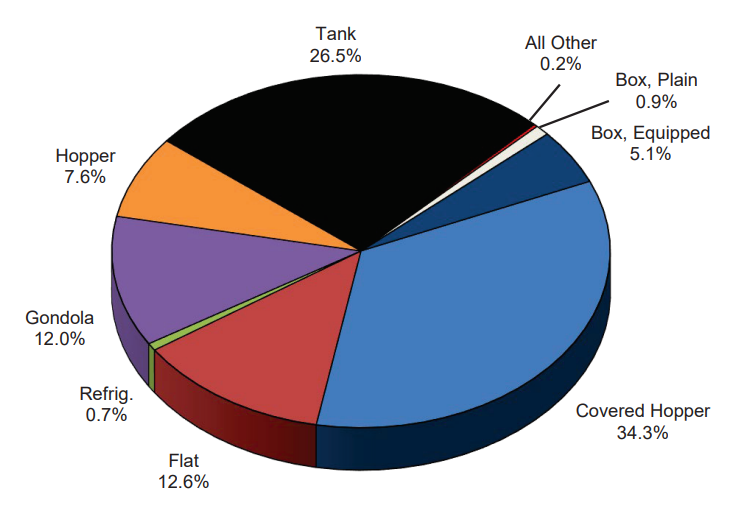 Tank
26.5%
All Other
0.2%
Box, Plain
0.9%
Box, Equipped
5.1%
Hopper
7.6%
Gondola
12.0%
Refrig.
0.7%
Flat
12.6%
Covered Hopper
34.3%